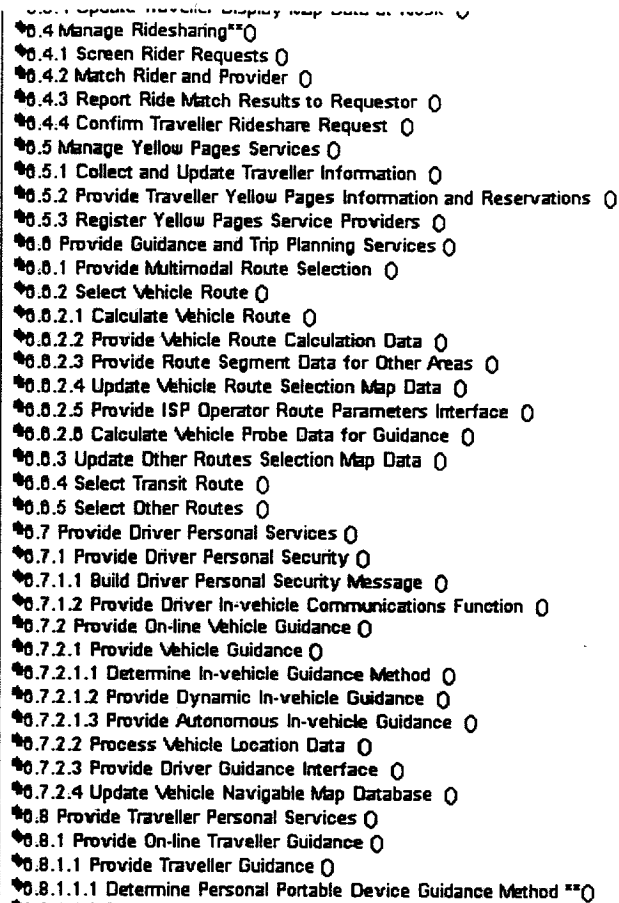 Update Traveller Display Map Data at Kiosk ()
6.4 Manage Ridesharing**()
6.4.1 Screen Rider Requests ()
6.4.2 Match Rider and Provider ()
6.4.3 Report Ride Match Results to Requestor ()
6.4.4 Confirm Traveller Rideshare Request ()
6.5 Manage Yellow Pages Services ()
6.5.1 Collect and Update Traveller Information ()
6.5.2 Provide Traveller Yellow Pages Information and Reservations ()
6.5.3 Register Yellow Pages Service Providers ()
6.6 Provide Guidance and Trip Planning Services ()
6.6.1 Provide Multimodal Route Selection ()
6.6.2 Select Vehicle Route ()
6.6.2.1 Calculate Vehicle Route ()
6.6.2.2 Provide Vehicle Route Calculation Data ()
6.6.2.3 Provide Route Segment Data for Other Areas ()
6.6.2.4 Update Vehicle Route Selection Map Data ()
6.6.2.5 Provide ISP Operator Route Parameters Interface ()
6.6.2.6 Calculate Vehicle Probe Data for Guidance ()
6.6.3 Update Other Routes Selection Map Data ()
6.6.4 Select Transit Route ()
6.6.5 Select Other Routes ()
6.7 Provide Driver Personal Services ()
6.7.1 Provide Driver Personal Security ()
6.7.1.1 Build Driver Personal Security Message ()
6.7.1.2 Provide Driver In-vehicle Communications Function ()
6.7.2 Provide On-line Vehicle Guidance ()
6.7.2.1 Provide Vehicle Guidance ()
6.7.2.1.1 Determine In-vehicle Guidance Method ()
6.7.2.1.2 Provide Dynamic In-vehicle Guidance ()
6.7.2.1.3 Provide Autonomous In-vehicle Guidance ()
6.7.2.2 Process Vehicle Location Data ()
6.7.2.3 Provide Driver Guidance Interface ()
6.7.2.4 Update Vehicle Navigable Map Database ()
6.8 Provide Traveller Personal Services ()
6.8.1 Provide On-line Traveller Guidance ()
6.8.1.1 Provide Traveller Guidance ()
6.8.1.1.1 Determine Personal Portable Device Guidance Method **()